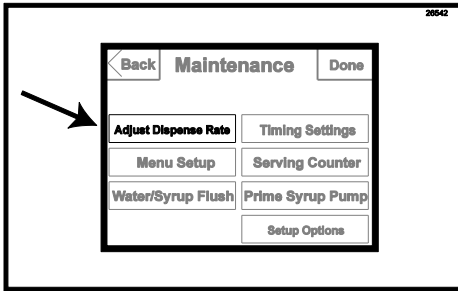 26542
Back Maintenance Done
Adjust Dispense Rate Timing Settings
Menu Setup Serving Counter
Water/Syrup Flush Prime Syrup Pump
Setup Options